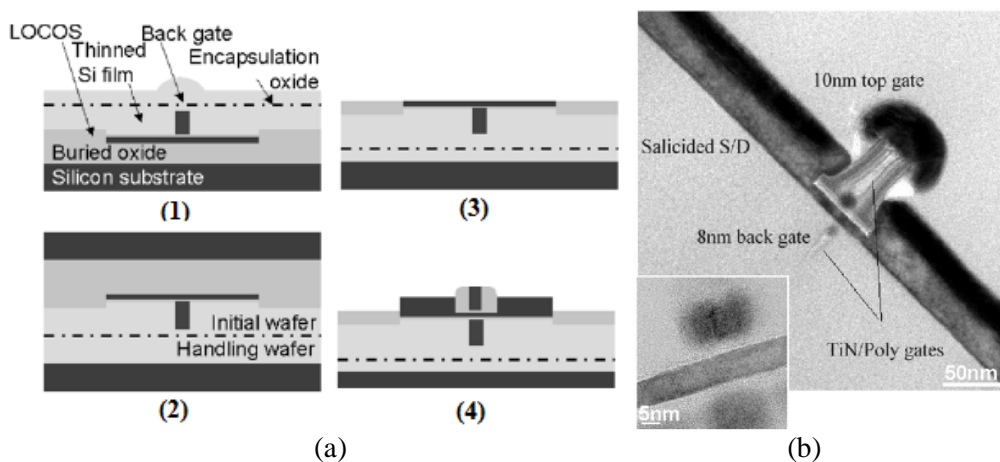 LOCOS
Thinned
Si film
Back gate
Encapsulation
oxide
Buried oxide
Silicon substrate
(1)
(3)
Initial wafer
Handling wafer
(2)
(4)
(a)
10nm top gate
Salicided S/D
8nm back gate
TiN/Poly gates
5nm
50nm
(b)